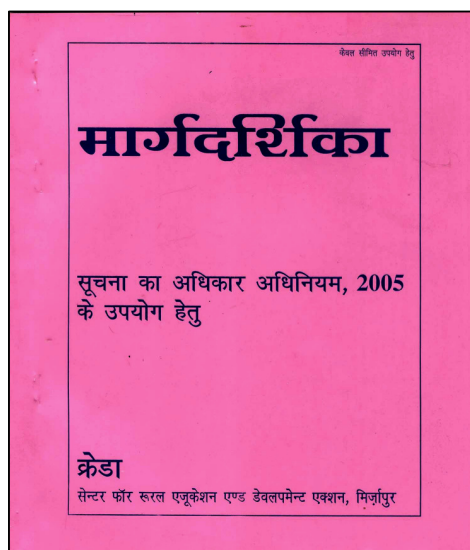 केवल सीमित उपयोग हेतु
मार्गदर्शिका
सूचना का अधिकार अधिनियम, 2005
के उपयोग हेतु
क्रेडा
सेन्टर फॉर रूरल एजूकेशन एण्ड डेवलपमेन्ट एक्शन, मिर्ज़ापुर